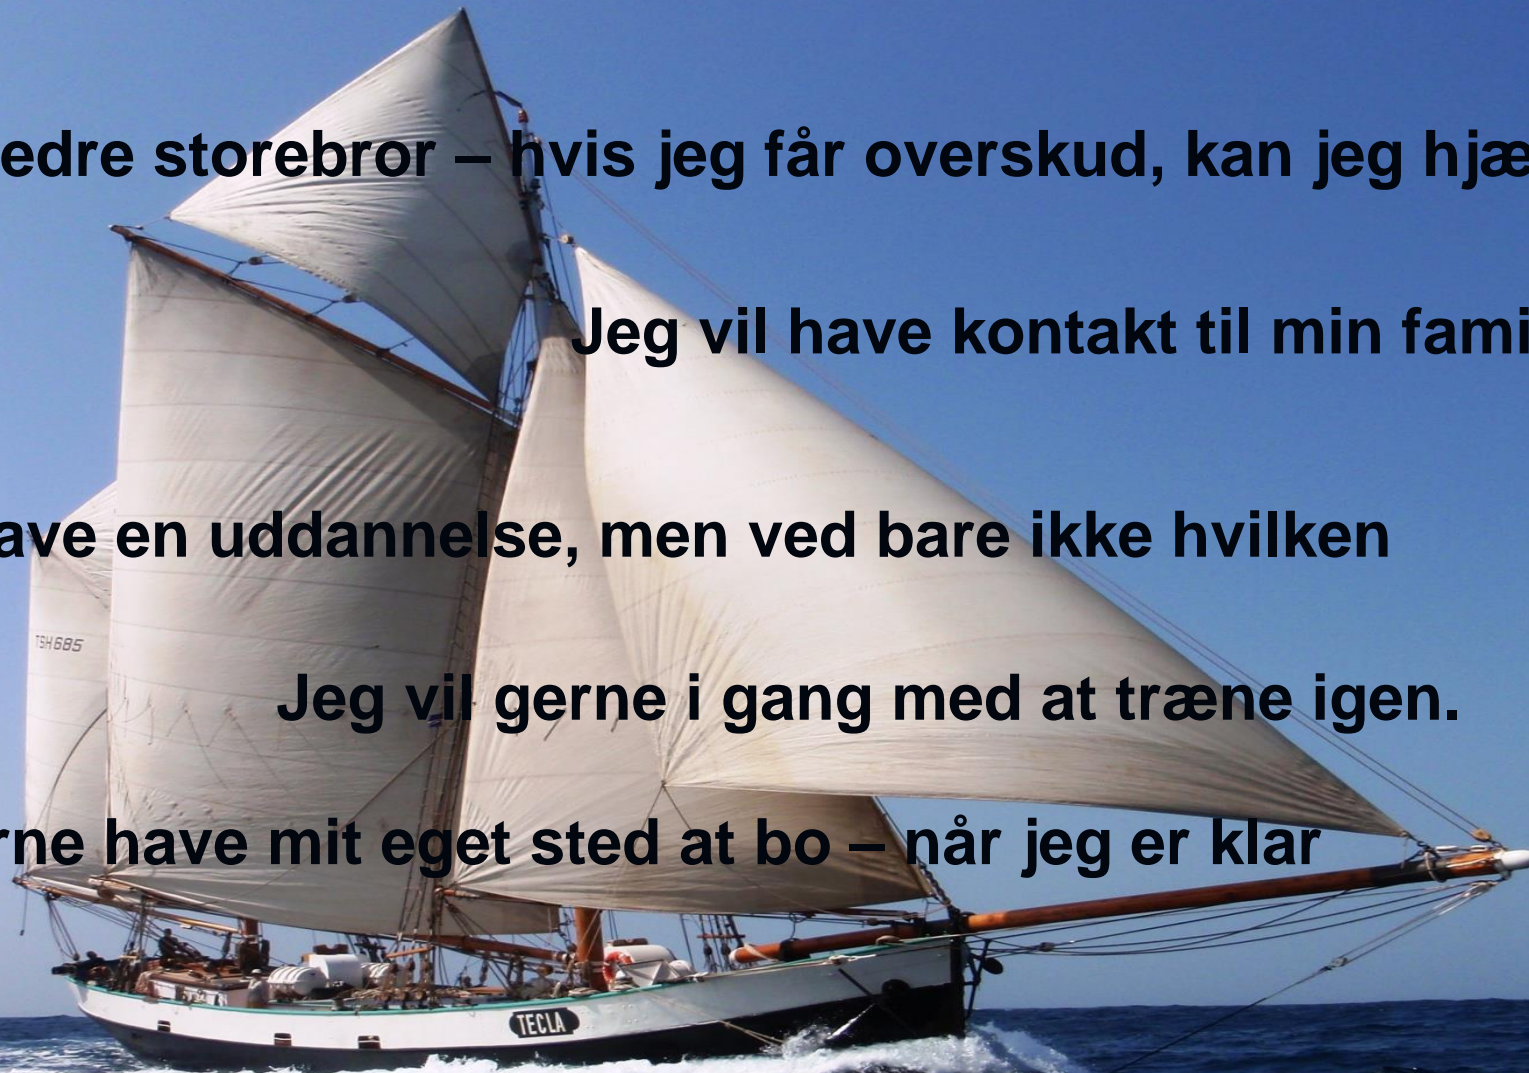 edre storebror – hvis jeg får overskud, kan jeg hjæ
Jeg vil have kontakt til min fami
ave en uddannelse, men ved bare ikke hvilken
TSH685
Jeg vil gerne i gang med at træne igen.
rne have mit eget sted at bo – når jeg er klar
TECLA